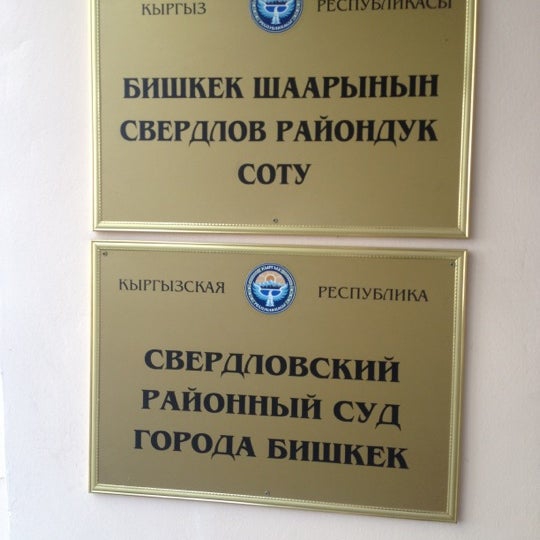 КЫРГЫЗ РЕСПУБЛИКАСЫ
БИШКЕК ШААРЫНЫН
СВЕРДЛОВ РАЙОНДУК
СОТУ
КЫРГЫЗСКАЯ РЕСПУБЛИКА
СВЕРДЛОВСКИЙ
РАЙОННЫЙ СУД
ГОРОДА БИШКЕК